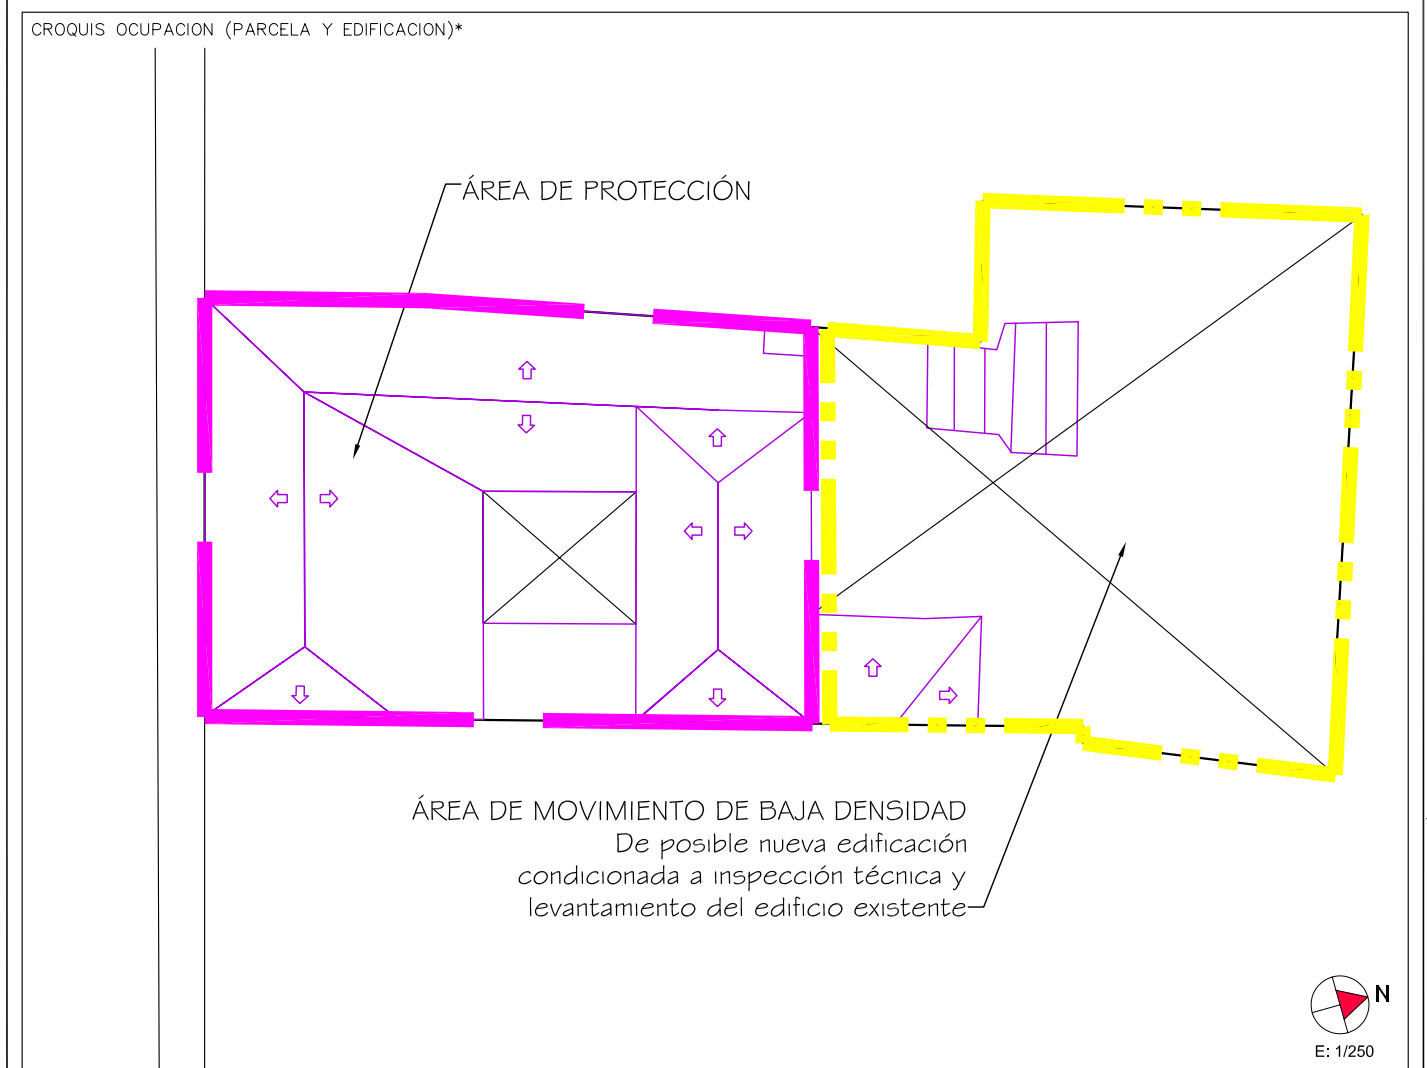 CROQUIS OCUPACION (PARCELA Y EDIFICACION)*
ÁREA DE PROTECCIÓN
ÁREA DE MOVIMIENTO DE BAJA DENSIDAD
De posible nueva edificación
condicionada a inspección técnica y
levantamiento del edificio existente
N
E: 1/250